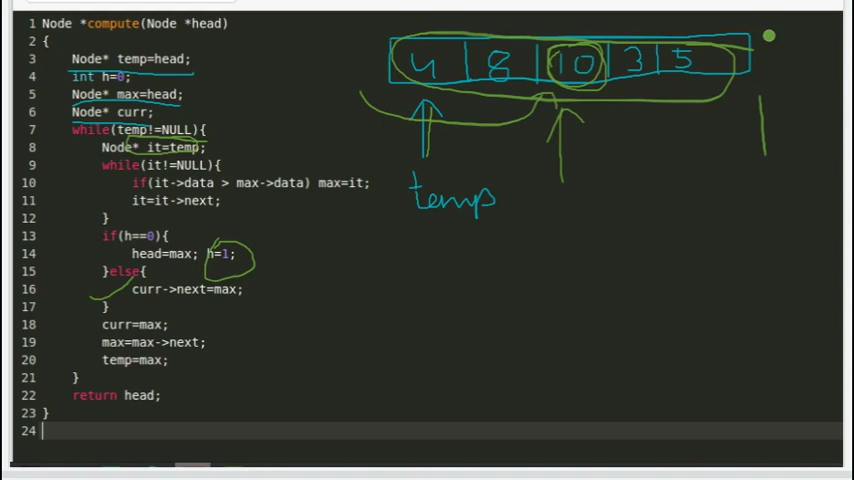 1 Node *compute(Node *head)
2 {
3 Node* temp=head;
4 int h=0;
5 Node* max=head;
6 Node* curr;
7 while(temp!=NULL){
8 Node* it=temp;
9 while(it!=NULL){
10 if(it->data > max->data) max=it;
11 it=it->next;
12 }
13 if(h==0){
14 head=max; h=1;
15 }else{
16 curr->next=max;
17 }
18 curr=max;
19 max=max->next;
20 temp=max;
21 }
22 return head;
23 }
24
4 8 10 3 5
temp